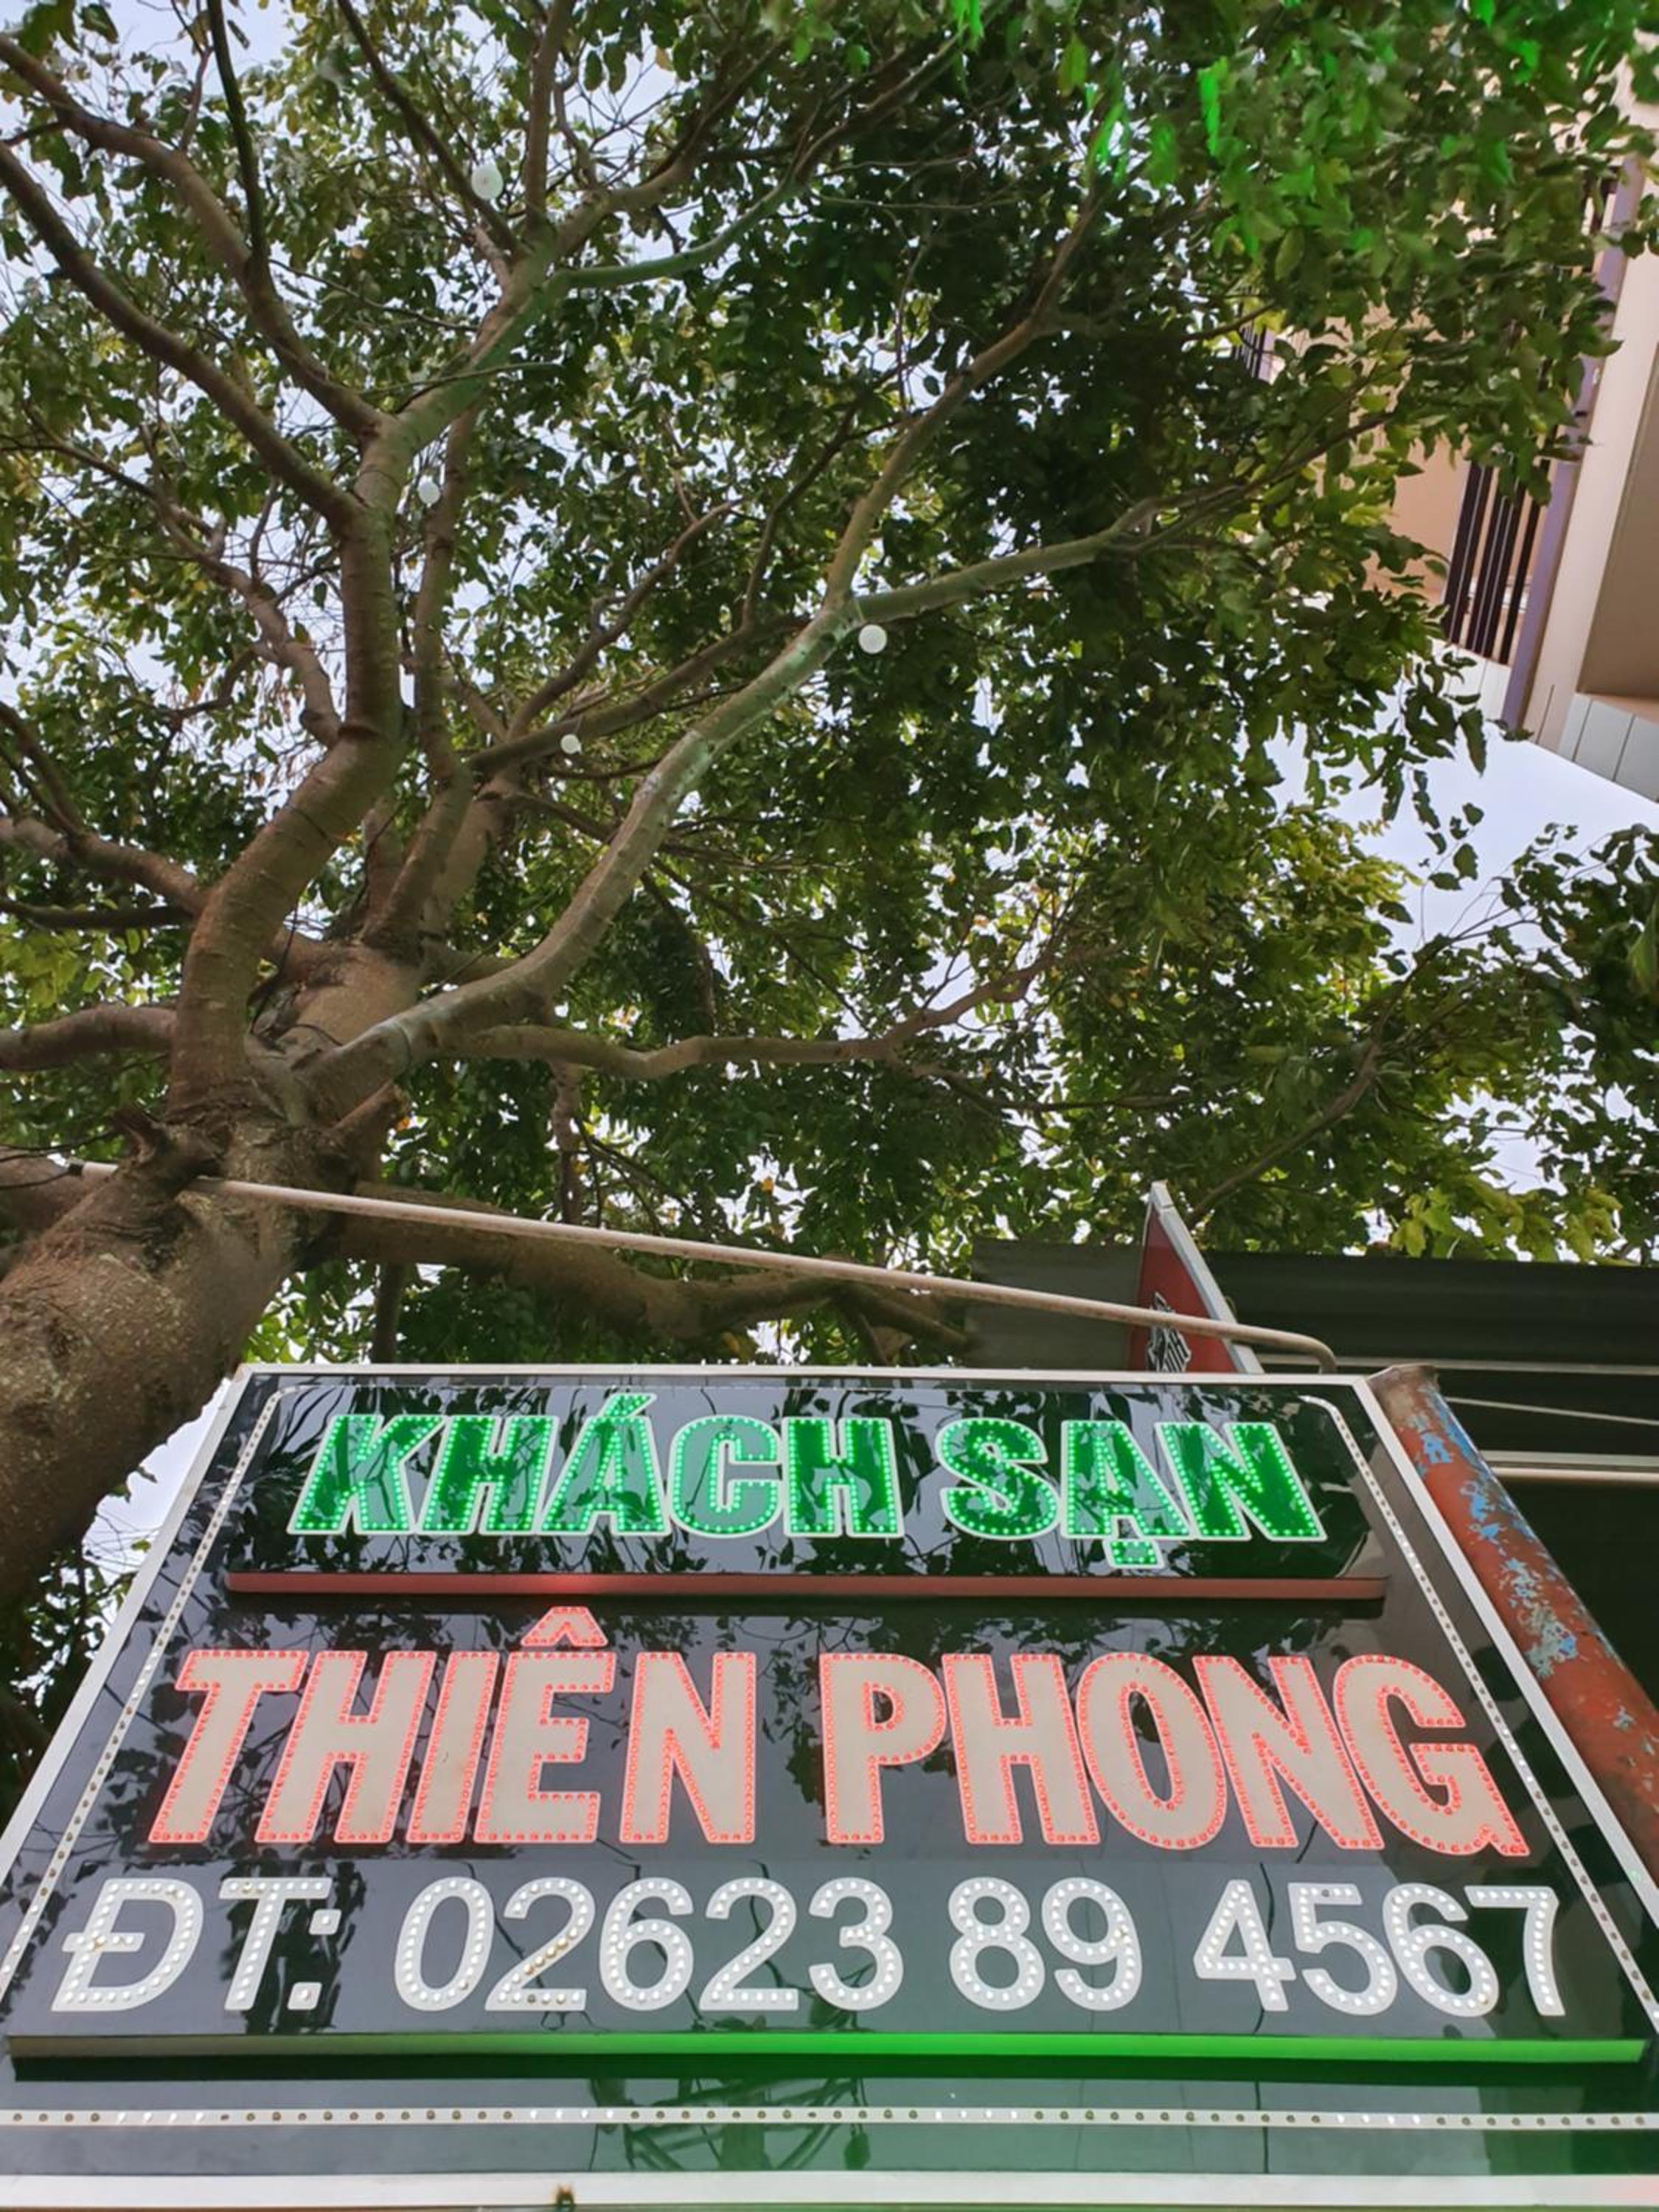 KHÁCH SẠN
THIÊN PHONG
ĐT: 02623 89 4567